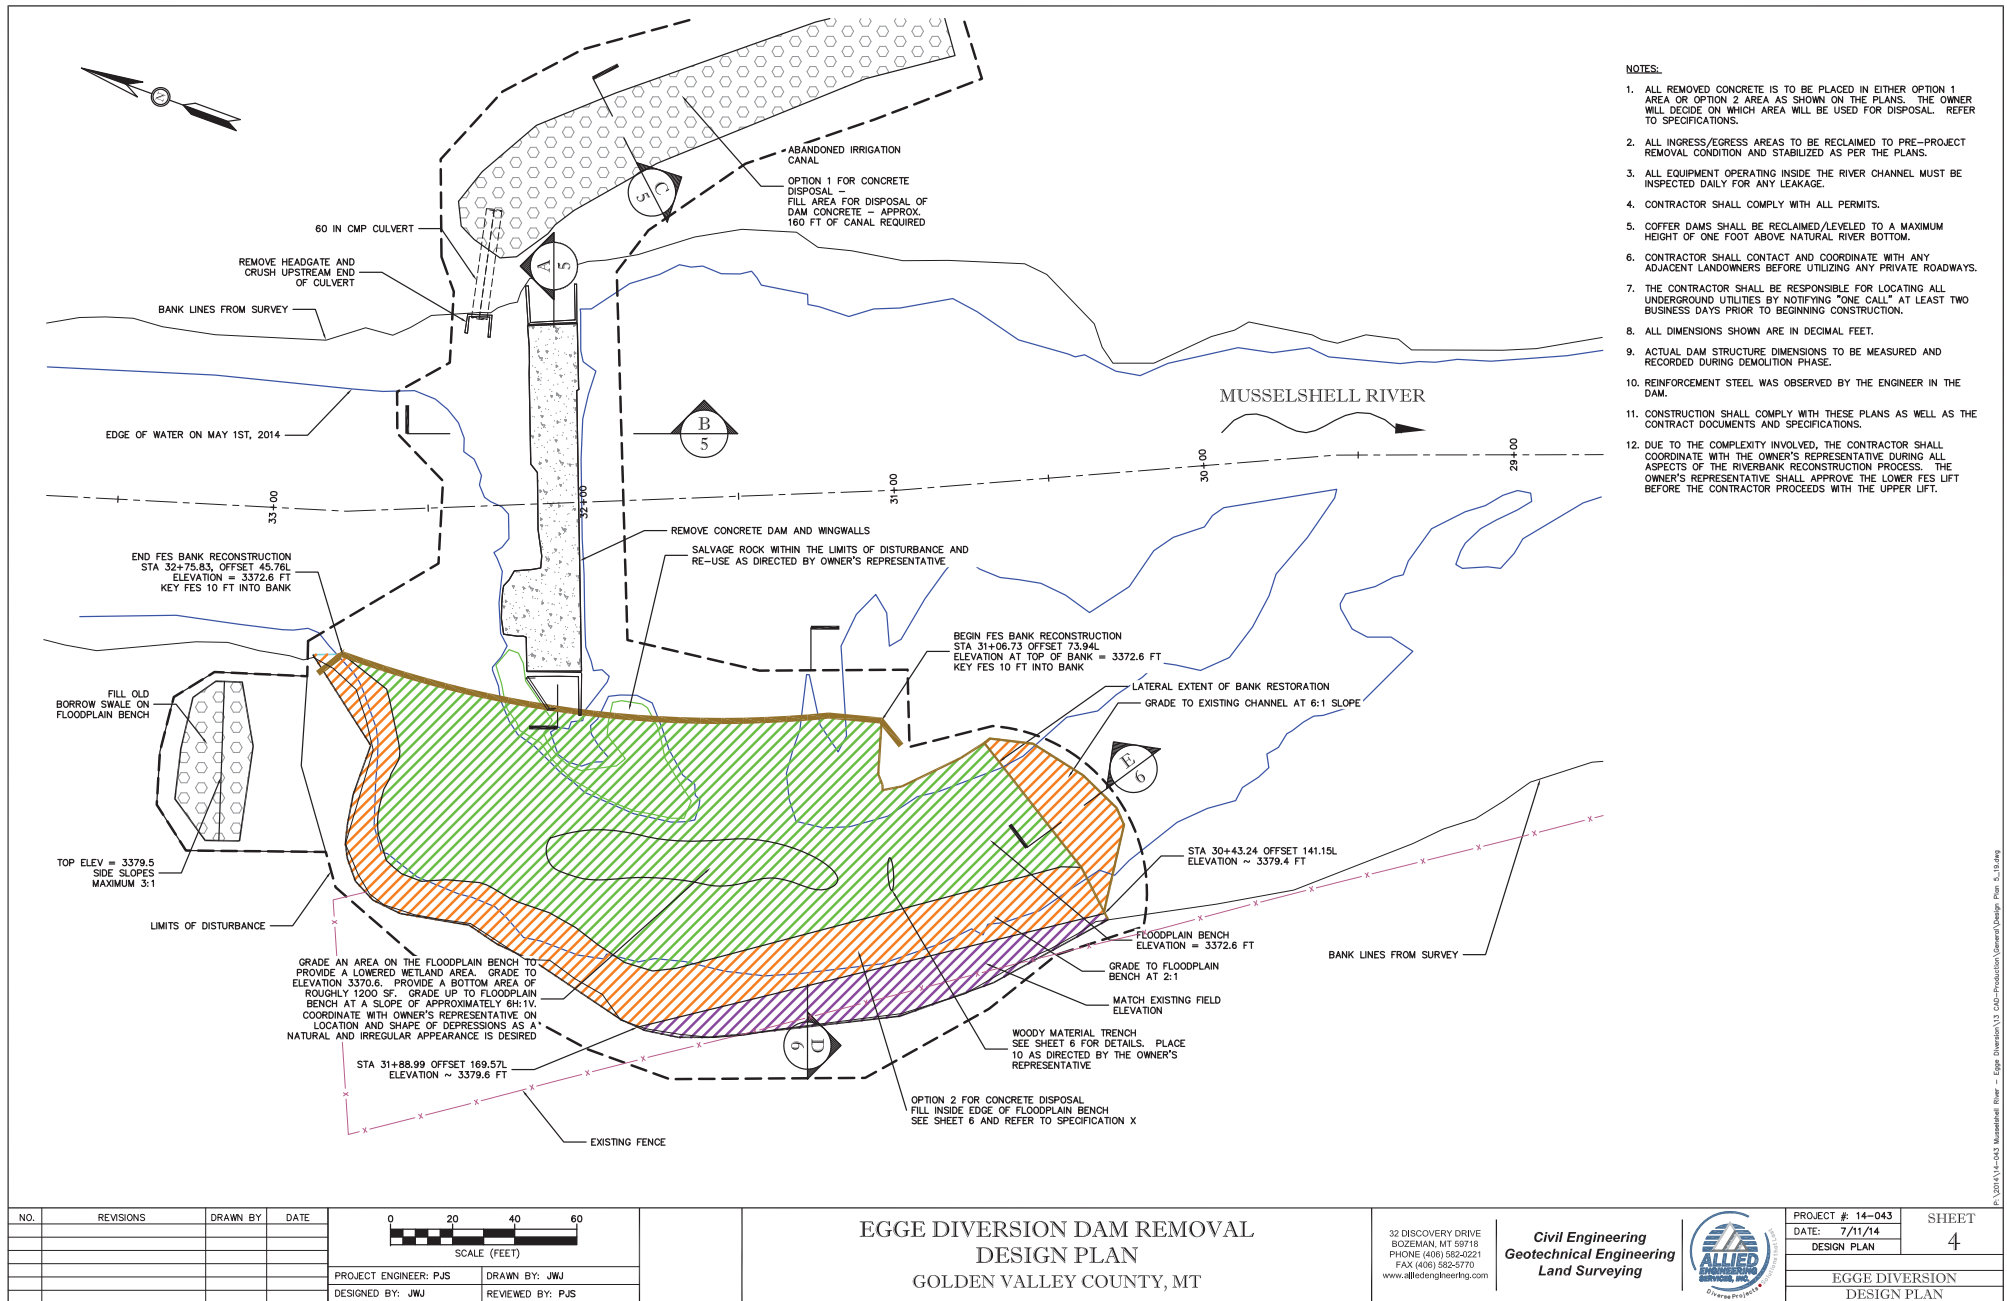 NOTES:
1. ALL REMOVED CONCRETE IS TO BE PLACED IN EITHER OPTION 1
AREA OR OPTION 2 AREA AS SHOWN ON THE PLANS. THE OWNER
WILL DECIDE ON WHICH AREA WILL BE USED FOR DISPOSAL. REFER
TO SPECIFICATIONS.
2. ALL INGRESS/EGRESS AREAS TO BE RECLAIMED TO PRE-PROJECT
REMOVAL CONDITION AND STABILIZED AS PER THE PLANS.
3. ALL EQUIPMENT OPERATING INSIDE THE RIVER CHANNEL MUST BE
INSPECTED DAILY FOR ANY LEAKAGE.
4. CONTRACTOR SHALL COMPLY WITH ALL PERMITS.
5. COFFER DAMS SHALL BE RECLAIMED/LEVELED TO A MAXIMUM
HEIGHT OF ONE FOOT ABOVE NATURAL RIVER BOTTOM.
6. CONTRACTOR SHALL CONTACT AND COORDINATE WITH ANY
ADJACENT LANDOWNERS BEFORE UTILIZING ANY PRIVATE ROADWAYS.
7. THE CONTRACTOR SHALL BE RESPONSIBLE FOR LOCATING ALL
UNDERGROUND UTILITIES BY NOTIFYING "ONE CALL" AT LEAST TWO
BUSINESS DAYS PRIOR TO BEGINNING CONSTRUCTION.
8. ALL DIMENSIONS SHOWN ARE IN DECIMAL FEET.
9. ACTUAL DAM STRUCTURE DIMENSIONS TO BE MEASURED AND
RECORDED DURING DEMOLITION PHASE.
10. REINFORCEMENT STEEL WAS OBSERVED BY THE ENGINEER IN THE
DAM.
11. CONSTRUCTION SHALL COMPLY WITH THESE PLANS AS WELL AS THE
CONTRACT DOCUMENTS AND SPECIFICATIONS.
12. DUE TO THE COMPLEXITY INVOLVED, THE CONTRACTOR SHALL
COORDINATE WITH THE OWNER'S REPRESENTATIVE DURING ALL
ASPECTS OF THE RIVERBANK RECONSTRUCTION PROCESS. THE
OWNER'S REPRESENTATIVE SHALL APPROVE THE LOWER FES LIFT
BEFORE THE CONTRACTOR PROCEEDS WITH THE UPPER LIFT.
N
ABANDONED IRRIGATION
CANAL
OPTION 1 FOR CONCRETE
DISPOSAL -
FILL AREA FOR DISPOSAL OF
DAM CONCRETE - APPROX.
160 FT OF CANAL REQUIRED
C
5
60 IN CMP CULVERT
REMOVE HEADGATE AND
CRUSH UPSTREAM END
OF CULVERT
A
5
BANK LINES FROM SURVEY
EDGE OF WATER ON MAY 1ST, 2014
B
5
MUSSELSHELL RIVER
33+00
32+00
31+00
30+00
29+00
REMOVE CONCRETE DAM AND WINGWALLS
SALVAGE ROCK WITHIN THE LIMITS OF DISTURBANCE AND
RE-USE AS DIRECTED BY OWNER'S REPRESENTATIVE
END FES BANK RECONSTRUCTION
STA 32+75.83, OFFSET 45.76L
ELEVATION = 3372.6 FT
KEY FES 10 FT INTO BANK
BEGIN FES BANK RECONSTRUCTION
STA 31+06.73 OFFSET 73.94L
ELEVATION AT TOP OF BANK = 3372.6 FT
KEY FES 10 FT INTO BANK
LATERAL EXTENT OF BANK RESTORATION
GRADE TO EXISTING CHANNEL AT 6:1 SLOPE
FILL OLD
BORROW SWALE ON
FLOODPLAIN BENCH
E
6
TOP ELEV = 3379.5
SIDE SLOPES
MAXIMUM 3:1
STA 30+43.24 OFFSET 141.15L
ELEVATION ~ 3379.4 FT
LIMITS OF DISTURBANCE
FLOODPLAIN BENCH
ELEVATION = 3372.6 FT
BANK LINES FROM SURVEY
GRADE AN AREA ON THE FLOODPLAIN BENCH TO
PROVIDE A LOWERED WETLAND AREA. GRADE TO
ELEVATION 3370.6. PROVIDE A BOTTOM AREA OF
ROUGHLY 1200 SF. GRADE UP TO FLOODPLAIN
BENCH AT A SLOPE OF APPROXIMATELY 6H:1V.
COORDINATE WITH OWNER'S REPRESENTATIVE ON
LOCATION AND SHAPE OF DEPRESSIONS AS A
NATURAL AND IRREGULAR APPEARANCE IS DESIRED
GRADE TO FLOODPLAIN
BENCH AT 2:1
MATCH EXISTING FIELD
ELEVATION
WOODY MATERIAL TRENCH
SEE SHEET 6 FOR DETAILS. PLACE
10 AS DIRECTED BY THE OWNER'S
REPRESENTATIVE
D
6
STA 31+88.99 OFFSET 169.57L
ELEVATION ~ 3379.6 FT
OPTION 2 FOR CONCRETE DISPOSAL
FILL INSIDE EDGE OF FLOODPLAIN BENCH
SEE SHEET 6 AND REFER TO SPECIFICATION X
EXISTING FENCE
P:\2014\14-043 Musselshell River - Egge Diversion\13 CAD-Production\General\Design Plan 5_19.dwg
NO. REVISIONS DRAWN BY DATE
0 20 40 60
SCALE (FEET)
PROJECT ENGINEER: PJS DRAWN BY: JWJ
DESIGNED BY: JWJ REVIEWED BY: PJS
EGGE DIVERSION DAM REMOVAL
DESIGN PLAN
GOLDEN VALLEY COUNTY, MT
32 DISCOVERY DRIVE
BOZEMAN, MT 59718
PHONE (406) 582-0221
FAX (406) 582-5770
www.alliedengineering.com
Civil Engineering
Geotechnical Engineering
Land Surveying
ALLIED
ENGINEERING
SERVICES, INC.
PROJECT #: 14-043
DATE: 7/11/14
DESIGN PLAN
SHEET
4
EGGE DIVERSION
DESIGN PLAN